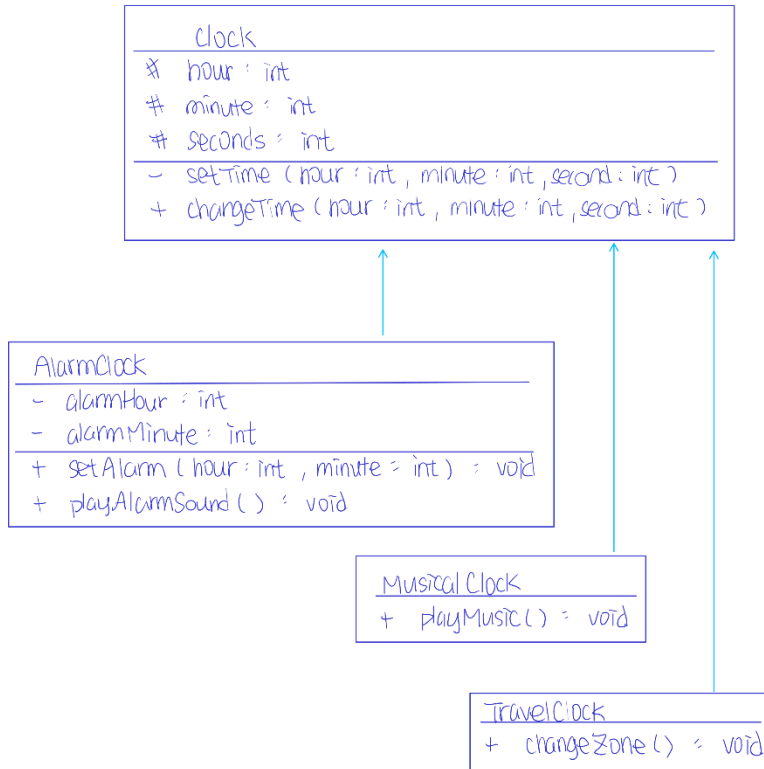 Clock
# hour : int
# minute : int
# seconds : int
- setTime (hour : int, minute : int, second : int)
+ changeTime (hour : int, minute : int, second : int)
AlarmClock
- alarmHour : int
- alarmMinute : int
+ setAlarm (hour : int, minute : int) : void
+ playAlarmSound() : void
Musical Clock
+ playMusic() : void
TravelClock
+ changeZone() : void